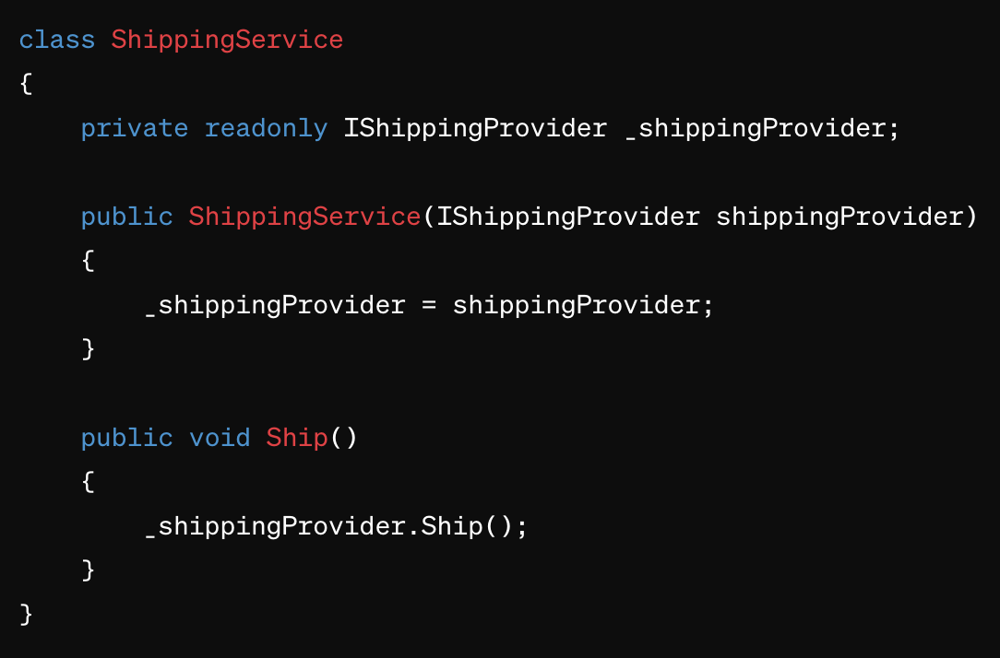 class ShippingService
{
    private readonly IShippingProvider _shippingProvider;

    public ShippingService(IShippingProvider shippingProvider)
    {
        _shippingProvider = shippingProvider;
    }

    public void Ship()
    {
        _shippingProvider.Ship();
    }
}